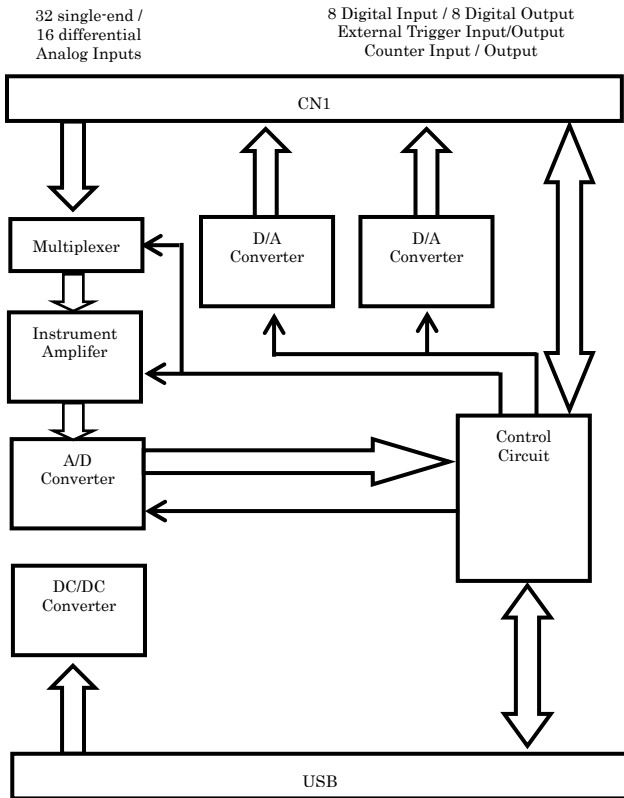 32 single-end /
16 differential
Analog Inputs
8 Digital Input / 8 Digital Output
External Trigger Input/Output
Counter Input / Output
CN1
Multiplexer
D/A
Converter
D/A
Converter
Instrument
Amplifer
A/D
Converter
Control
Circuit
DC/DC
Converter
USB